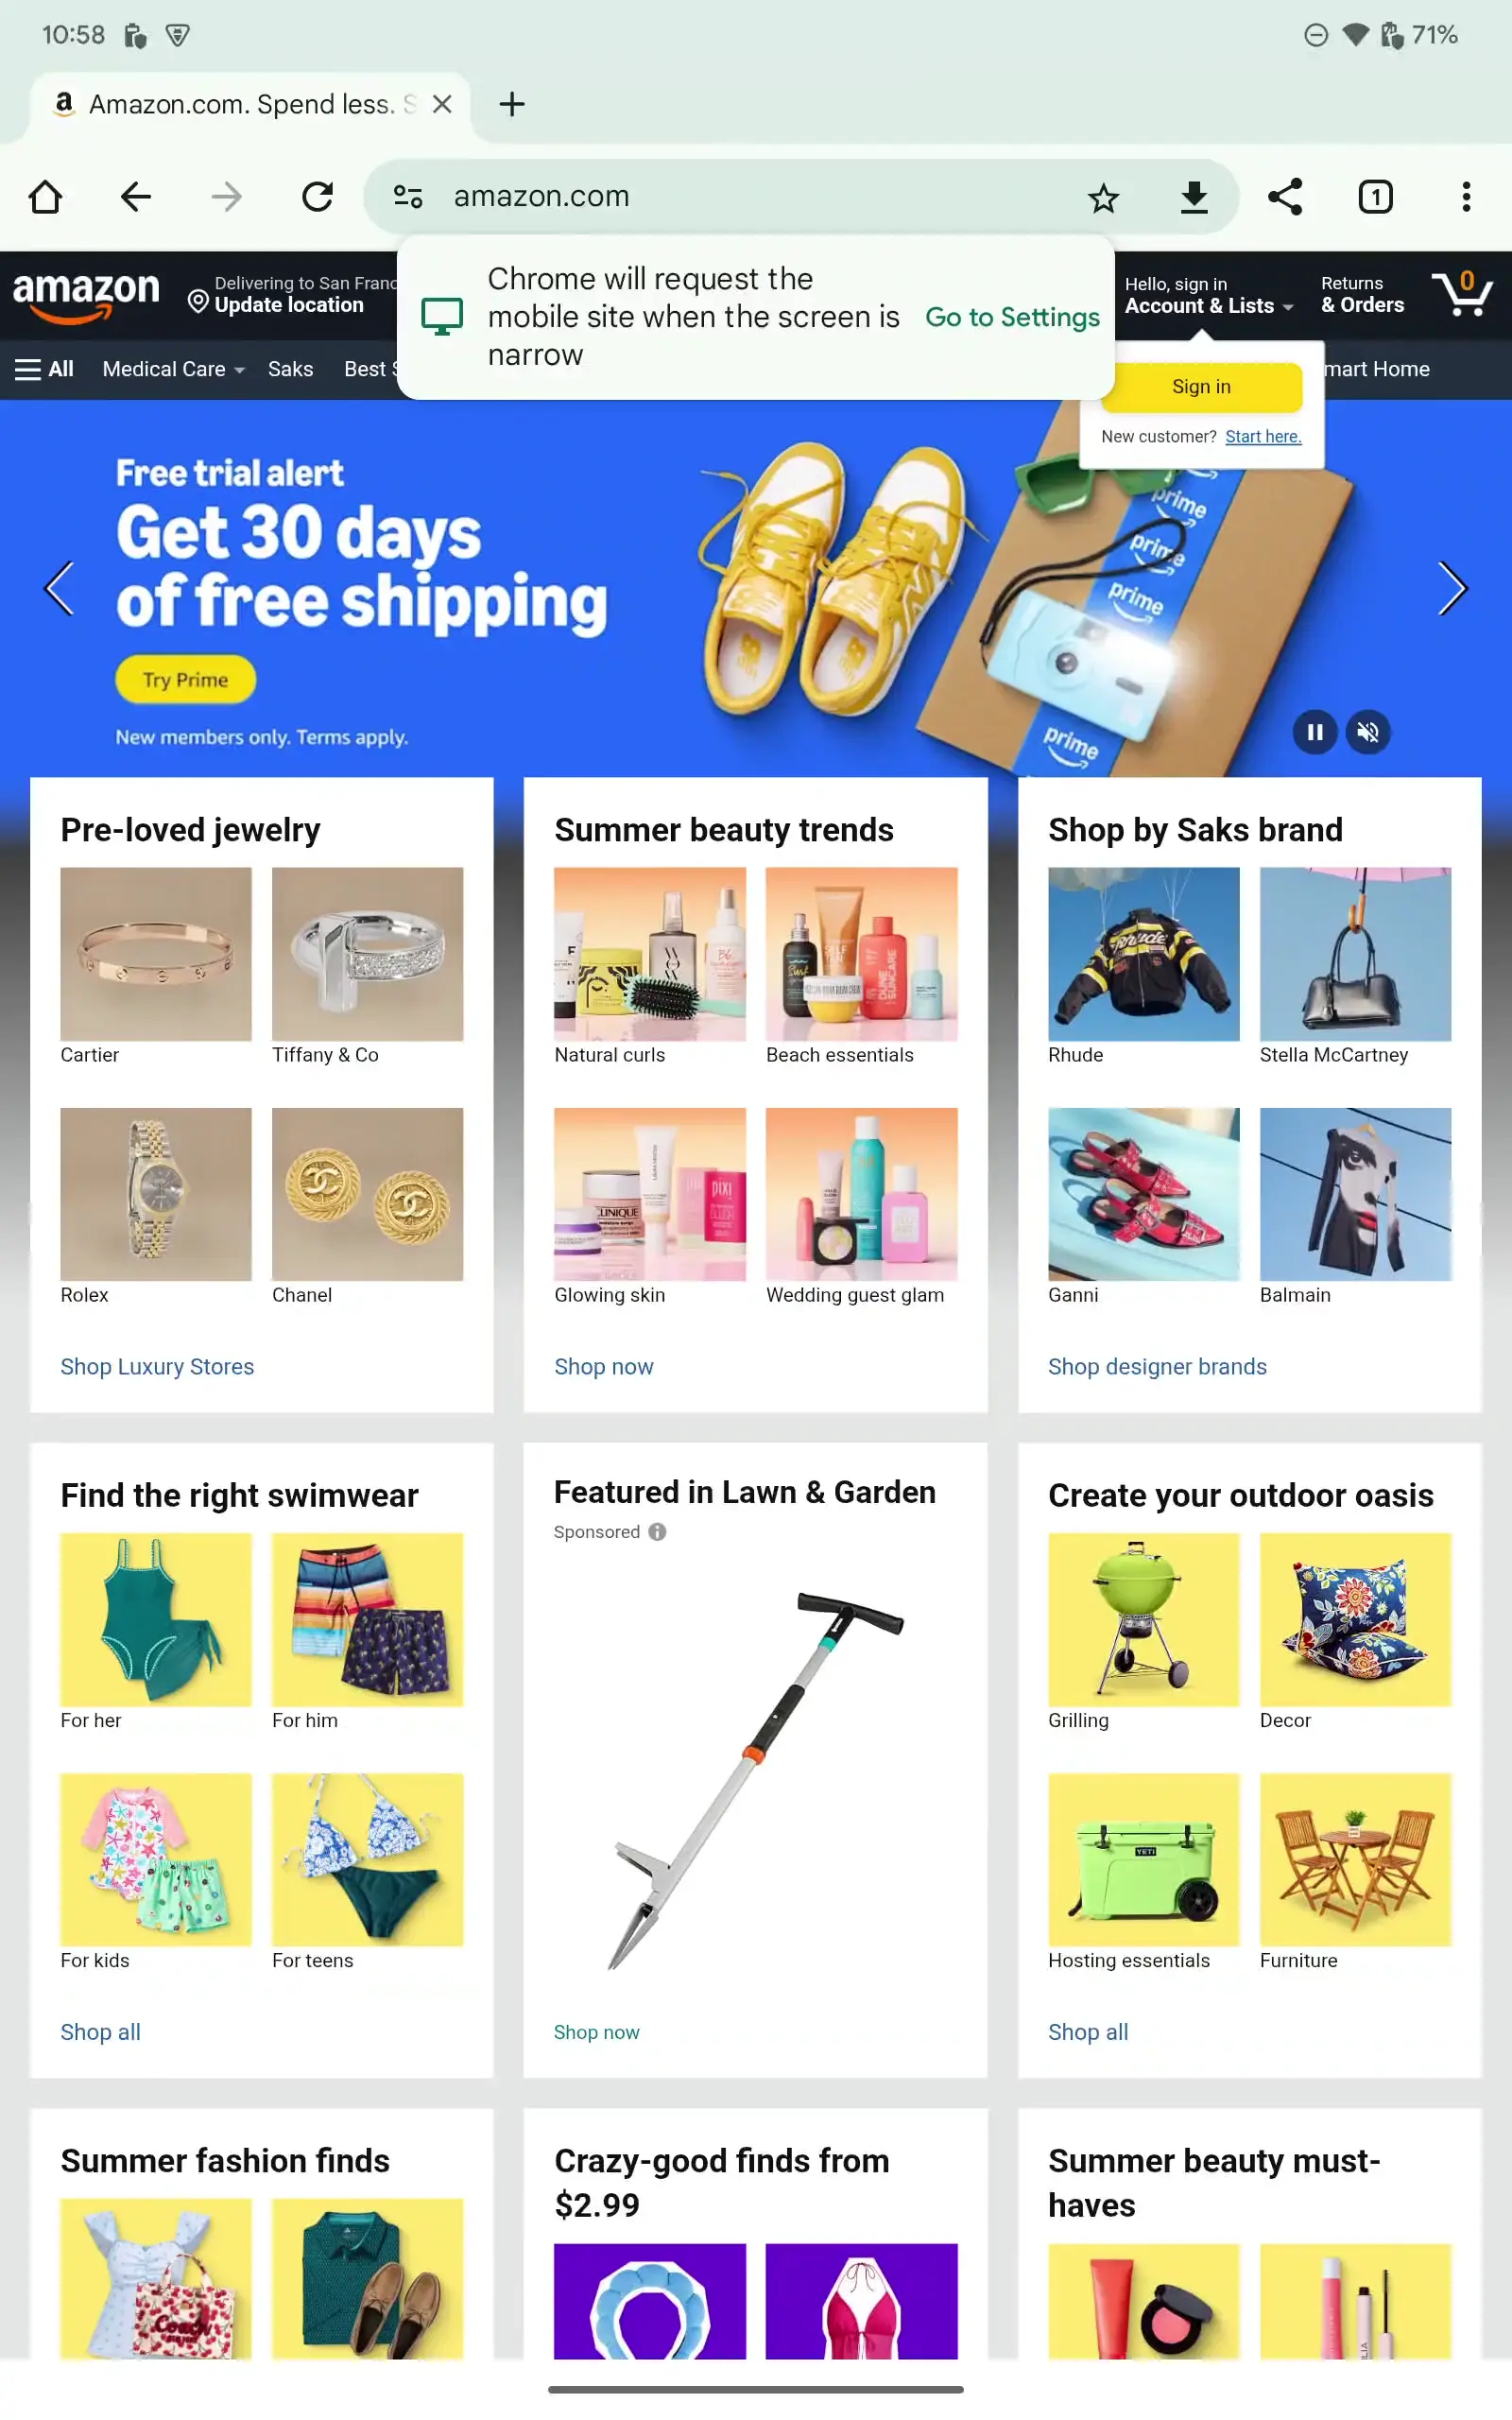 10:58
71%
Amazon.com. Spend less. S
amazon.com
1
Chrome will request the
mobile site when the screen is
narrow
Go to Settings
amazon
Delivering to San Franc
Update location
Hello, sign in
Account & Lists
Returns
& Orders
0
All
Medical Care
Saks
Best S
mart Home
Sign in
New customer? Start here.
Free trial alert
Get 30 days
of free shipping
Try Prime
New members only. Terms apply.
prime
prime
prime
prime
Pre-loved jewelry
Cartier
Tiffany & Co
Rolex
Chanel
Shop Luxury Stores
Summer beauty trends
Natural curls
Beach essentials
DUNE
SUNCARE
CLINIQUE
PIXI
Glowing skin
Wedding guest glam
Shop now
Shop by Saks brand
Rhude
Rhude
Stella McCartney
Ganni
Balmain
Shop designer brands
Find the right swimwear
For her
For him
For kids
For teens
Shop all
Featured in Lawn & Garden
Sponsored
Shop now
Create your outdoor oasis
Grilling
Decor
YETI
Hosting essentials
Furniture
Shop all
Summer fashion finds
Coach
Crazy-good finds from
$2.99
Summer beauty must-
haves